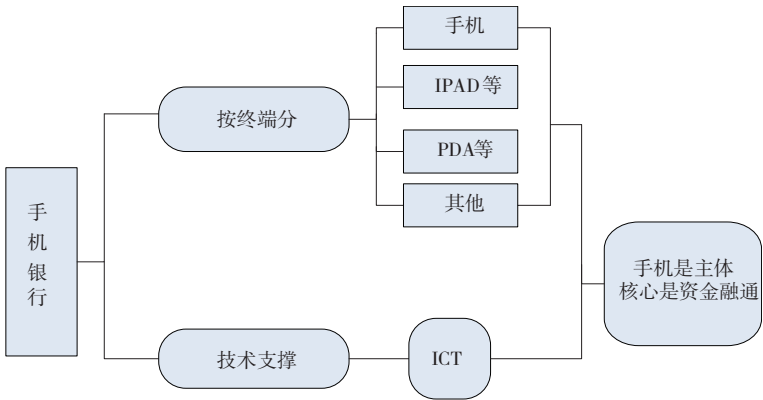 手机银行
按终端分
手机
IPAD等
PDA等
其他
技术支撑
ICT
手机是主体
核心是资金融通